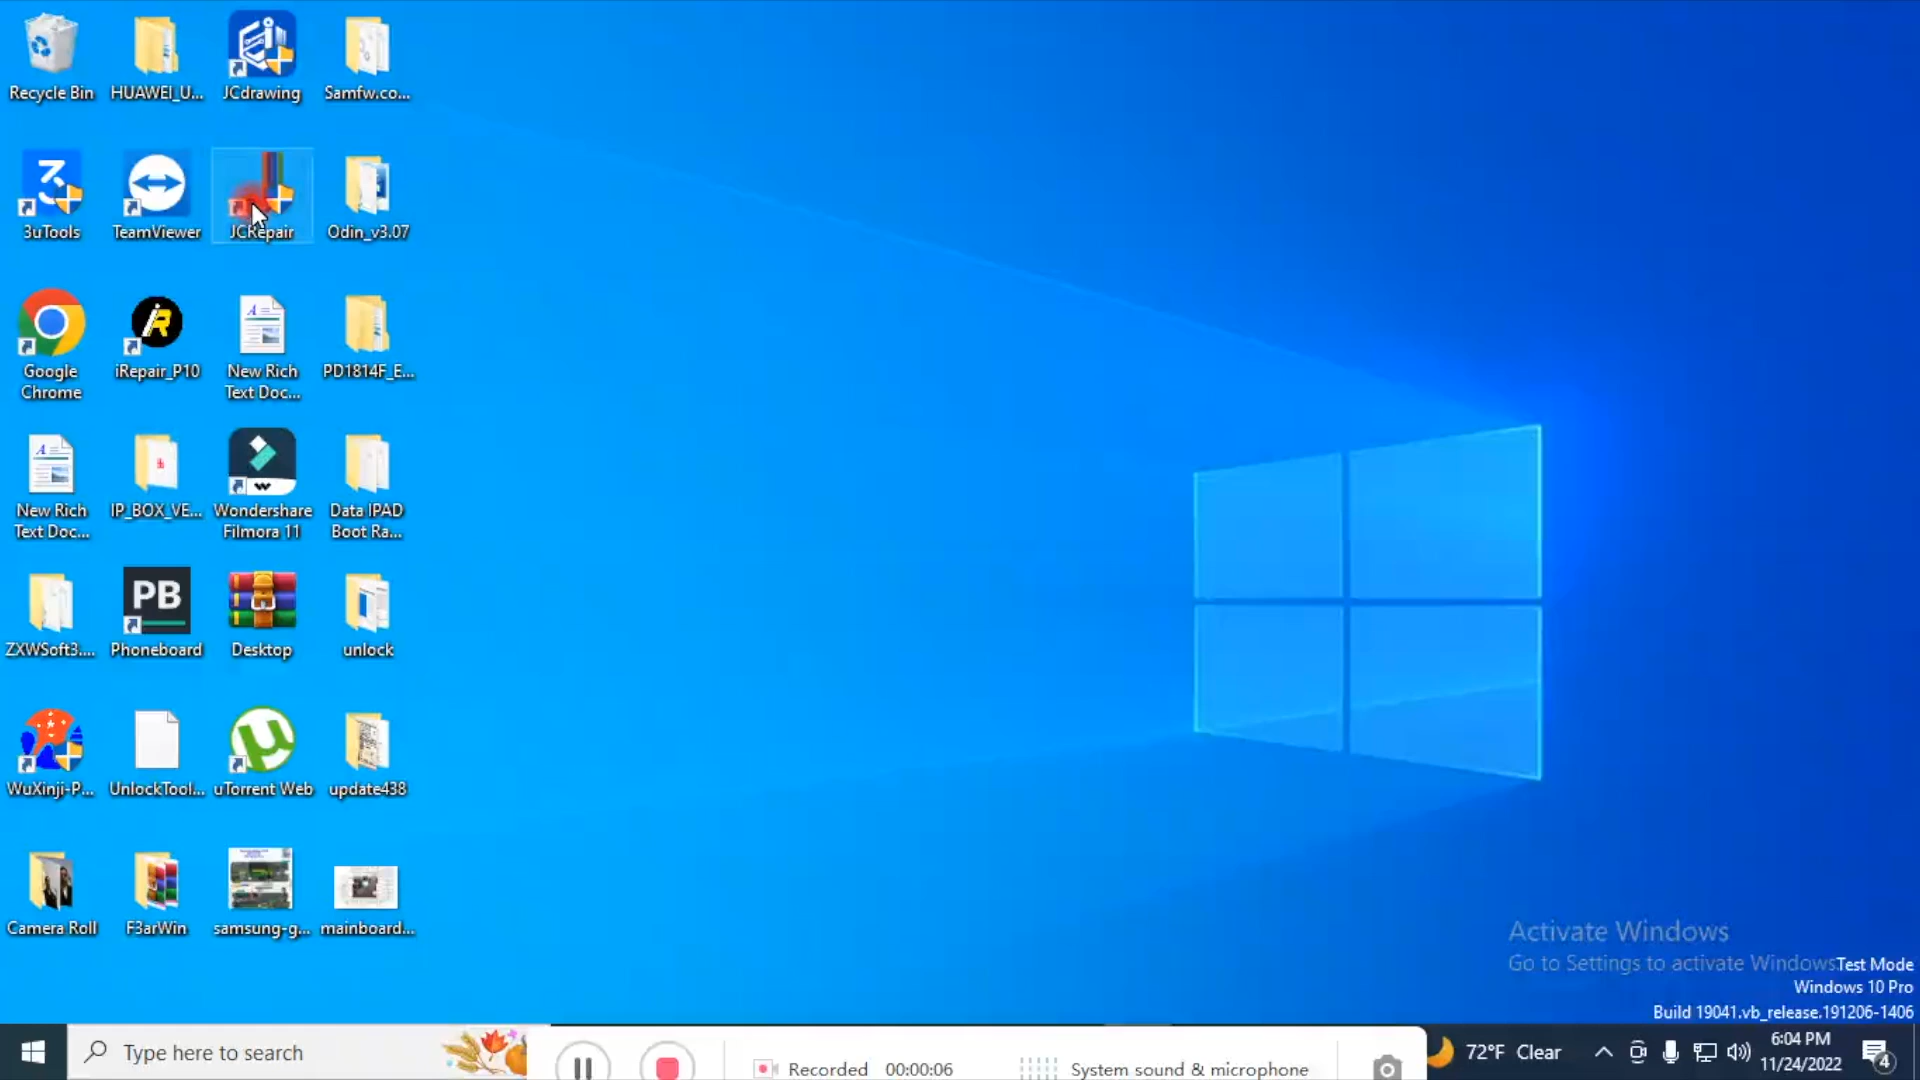 Recycle Bin
HUAWEI_U...
JCdrawing
Samfw.co...
3uTools
TeamViewer
JCRepair
Odin_v3.07
Google
Chrome
iRepair_P10
New Rich
Text Doc...
PD1814F_E...
New Rich
Text Doc...
IP_BOX_VE...
Wondershare
Filmora 11
Data IPAD
Boot Ra...
ZXWSoft3....
PB
Phoneboard
Desktop
unlock
WuXinji-P...
UnlockTool...
uTorrent Web
update438
Camera Roll
F3arWin
samsung-g...
mainboard...
Activate Windows
Go to Settings to activate Windows.
Test Mode
Windows 10 Pro
Build 19041.vb_release.191206-1406
Type here to search
Recorded 00:00:06
System sound & microphone
72°F Clear
6:04 PM
11/24/2022
4